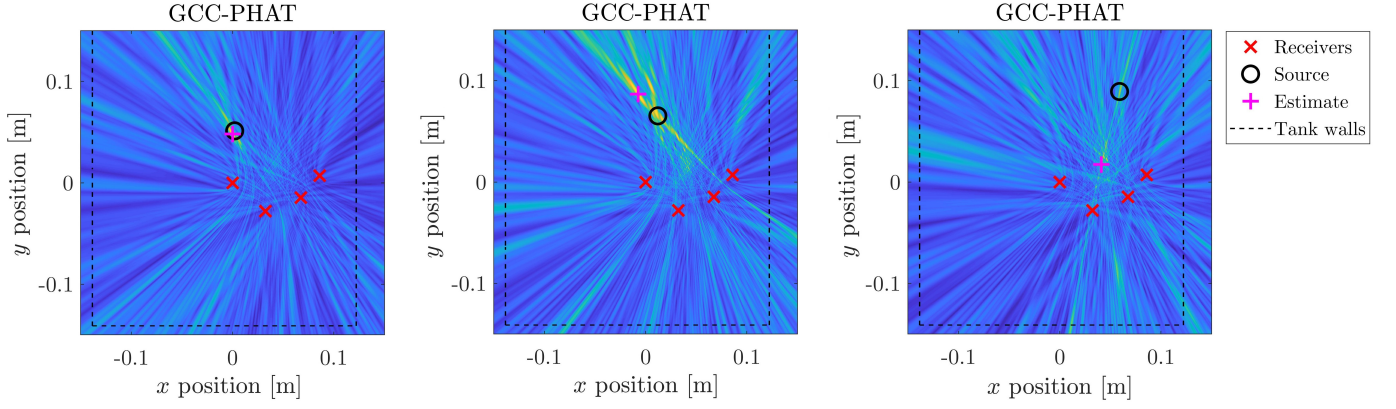 GCC-PHAT
0.1
0
-0.1
y position [m]
-0.1
0
0.1
x position [m]
GCC-PHAT
0.1
0
-0.1
y position [m]
-0.1
0
0.1
x position [m]
GCC-PHAT
0.1
0
-0.1
y position [m]
-0.1
0
0.1
x position [m]
Receivers
Source
Estimate
Tank walls